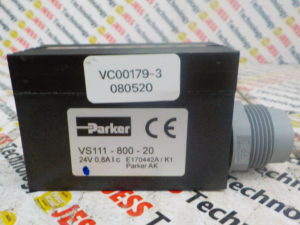 VC00179-3
080520
Parker
CE
VS111 - 800 - 20
24V 0.8A I.c E170442A / K1
Parker AK